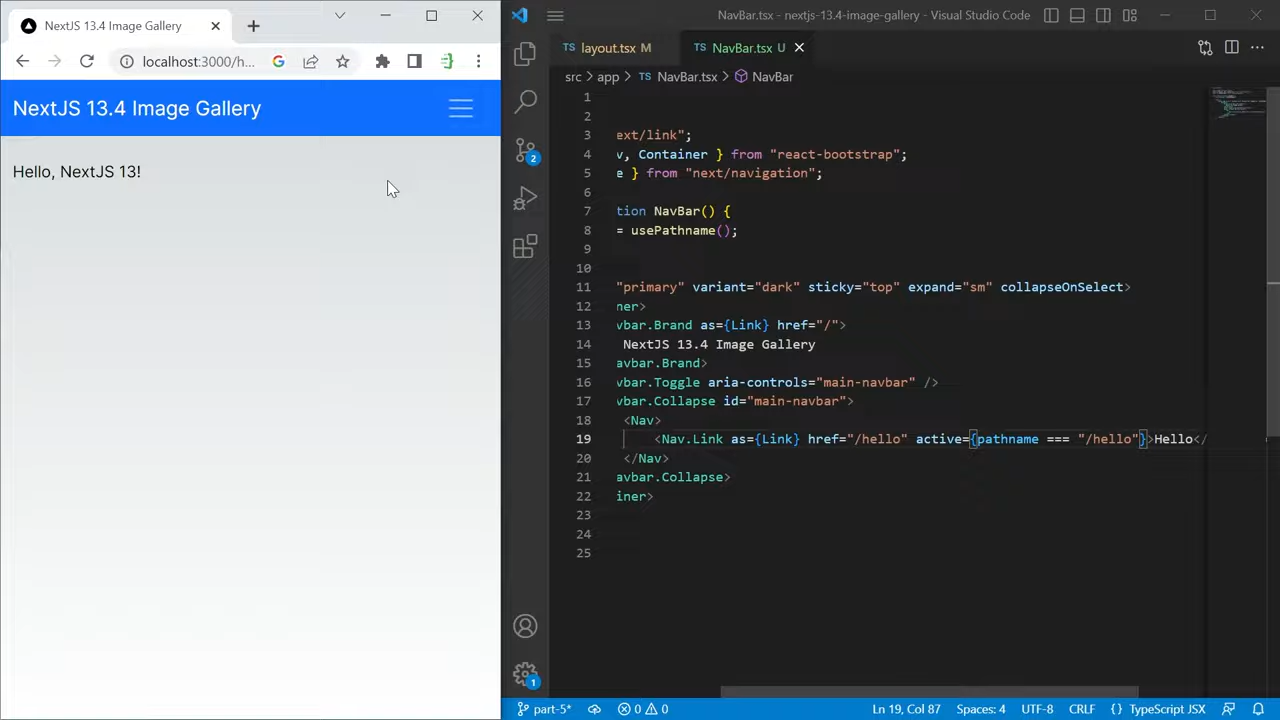 NextJS 13.4 Image Gallery
localhost:3000/h...
NextJS 13.4 Image Gallery
Hello, NextJS 13!
NavBar.tsx - nextjs-13.4-image-gallery - Visual Studio Code
TS layout.tsx M
TS NavBar.tsx U
src > app > TS NavBar.tsx > NavBar
1
2
3 ext/link";
4 v, Container } from "react-bootstrap";
5 e } from "next/navigation";
6
7 tion NavBar() {
8 = usePathname();
9
10
11 "primary" variant="dark" sticky="top" expand="sm" collapseOnSelect>
12 ner>
13 vbar.Brand as={Link} href="/">
14 NextJS 13.4 Image Gallery
15 avbar.Brand>
16 vbar.Toggle aria-controls="main-navbar" />
17 vbar.Collapse id="main-navbar">
18 <Nav>
19 <Nav.Link as={Link} href="/hello" active={pathname === "/hello"}>Hello</
20 </Nav>
21 avbar.Collapse>
22 iner>
23
24
25
2
1
part-5* 0 0 Ln 19, Col 87 Spaces: 4 UTF-8 CRLF {} TypeScript JSX